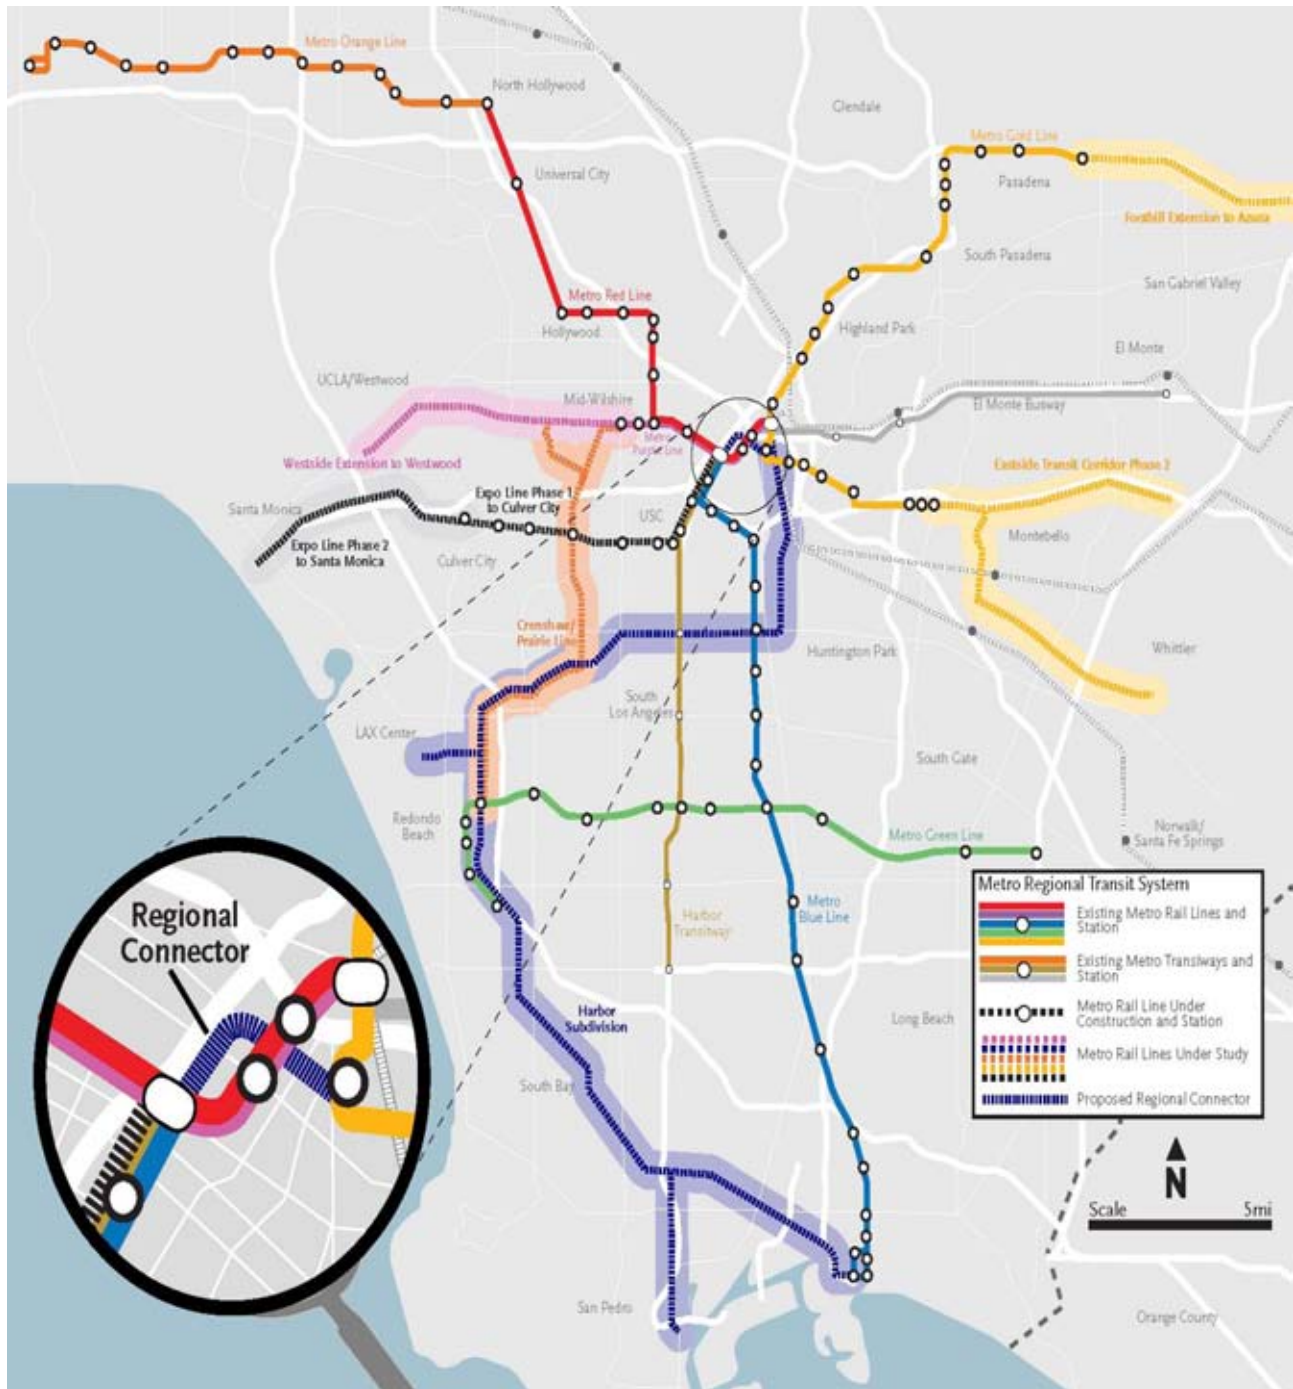 Metro Orange Line
North Hollywood
Glendale
Metro Gold Line
Pasadena
Universal City
Foothill Extension to Azusa
South Pasadena
San Gabriel Valley
Metro Red Line
Hollywood
Highland Park
El Monte
UCLA/Westwood
Mid-Wilshire
El Monte Busway
Metro
Purple Line
Westside Extension to Westwood
Eastside Transit Corridor Phase 2
Expo Line Phase 1
to Culver City
Santa Monica
USC
Montebello
Expo Line Phase 2
to Santa Monica
Culver City
Crenshaw/
Prairie Line
Huntington Park
Whittier
South
Los Angeles
LAX Center
South Gate
Redondo
Beach
Metro Green Line
Norwalk/
Santa Fe Springs
Metro Regional Transit System
Existing Metro Rail Lines and
Station
Existing Metro Transiways and
Station
Metro Rail Line Under
Construction and Station
Metro Rail Lines Under Study
Proposed Regional Connector
Metro
Blue Line
Harbor
Transitway
Regional
Connector
Harbor
Subdivision
Long Beach
South Bay
N
Scale
5mi
San Pedro
Orange County